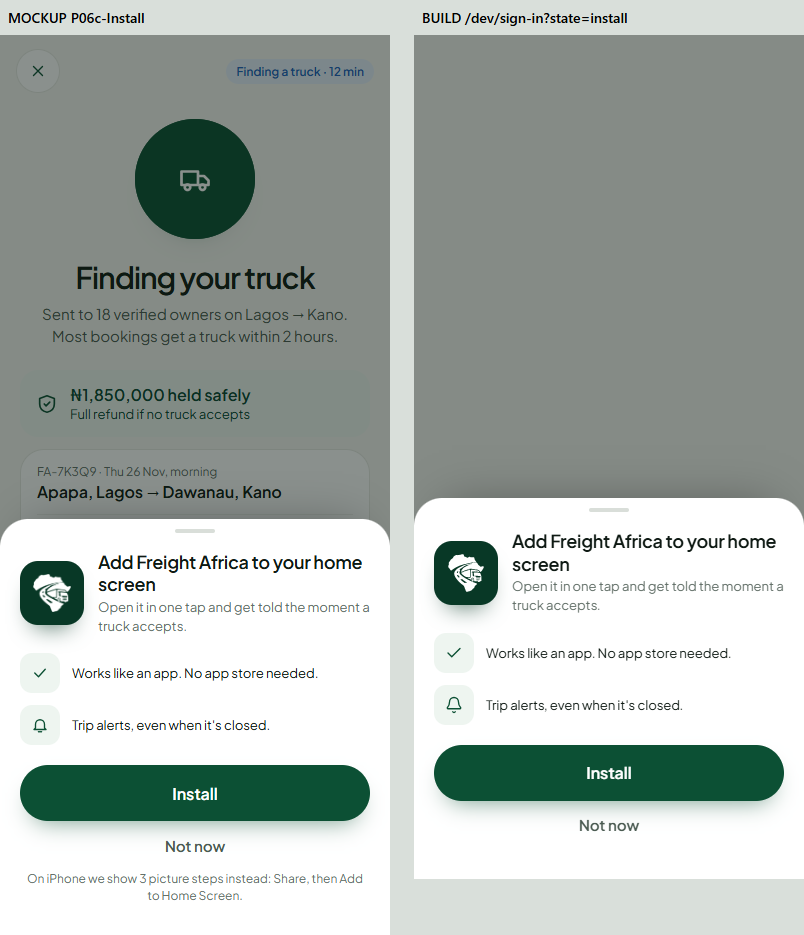 MOCKUP P06c-Install
Finding a truck · 12 min
Finding your truck
Sent to 18 verified owners on Lagos → Kano.
Most bookings get a truck within 2 hours.
₦1,850,000 held safely
Full refund if no truck accepts
FA-7K3Q9 · Thu 26 Nov, morning
Apapa, Lagos → Dawanau, Kano
Add Freight Africa to your home
screen
Open it in one tap and get told the moment a
truck accepts.
Works like an app. No app store needed.
Trip alerts, even when it's closed.
Install
Not now
On iPhone we show 3 picture steps instead: Share, then Add
to Home Screen.
BUILD /dev/sign-in?state=install
Add Freight Africa to your home
screen
Open it in one tap and get told the moment a
truck accepts.
Works like an app. No app store needed.
Trip alerts, even when it's closed.
Install
Not now